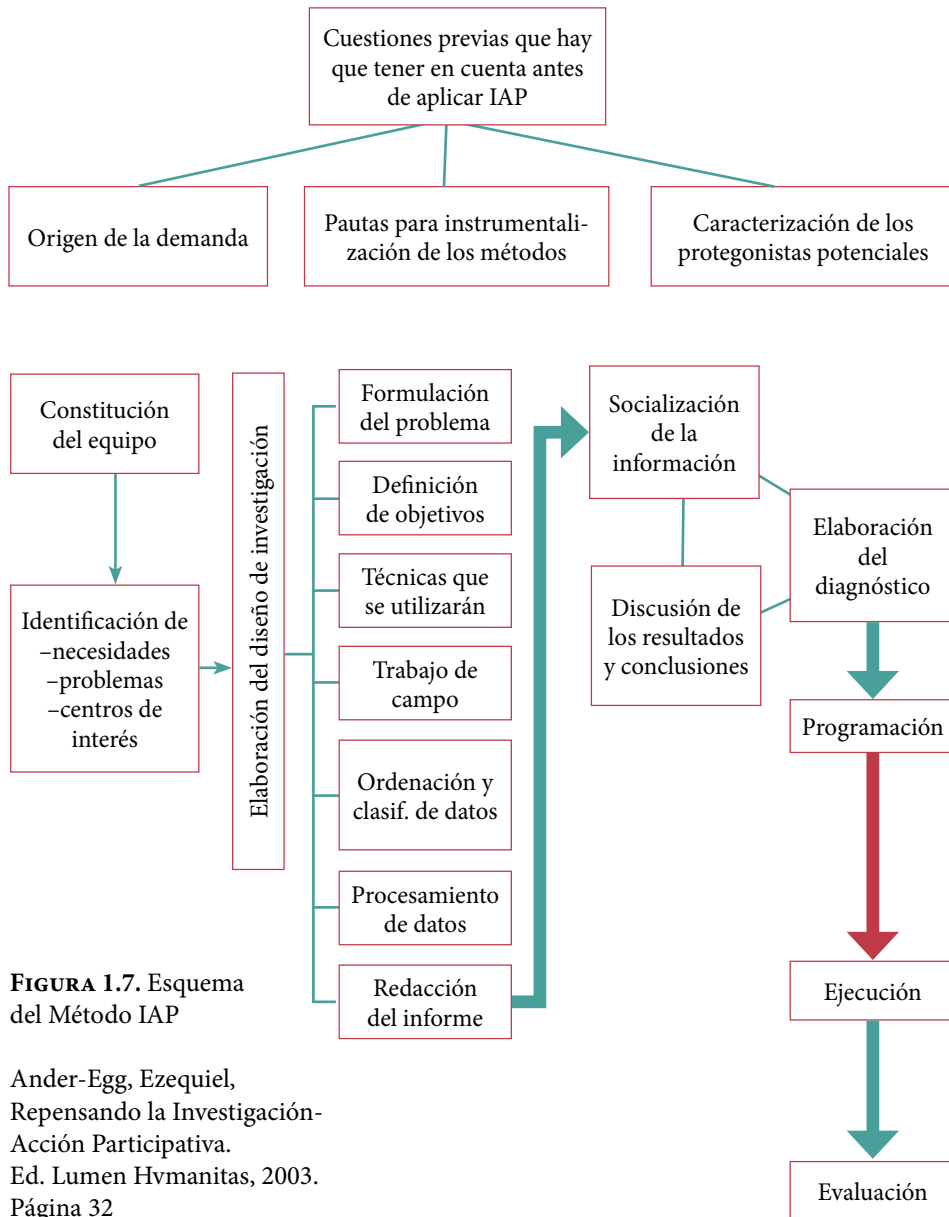 Cuestiones previas que hay
que tener en cuenta antes
de aplicar IAP
Origen de la demanda
Pautas para instrumentali-
zación de los métodos
Caracterización de los
protegonistas potenciales
Constitución
del equipo
Identificación de
–necesidades
–problemas
–centros de
interés
Elaboración del diseño de investigación
Formulación
del problema
Definición
de objetivos
Técnicas que
se utilizarán
Trabajo de
campo
Ordenación y
clasif. de datos
Procesamiento
de datos
Redacción
del informe
Socialización
de la
información
Discusión de
los resultados
y conclusiones
Elaboración
del
diagnóstico
Programación
Ejecución
Evaluación
FIGURA 1.7. Esquema
del Método IAP
Ander-Egg, Ezequiel,
Repensando la Investigación-
Acción Participativa.
Ed. Lumen Hvmanitas, 2003.
Página 32